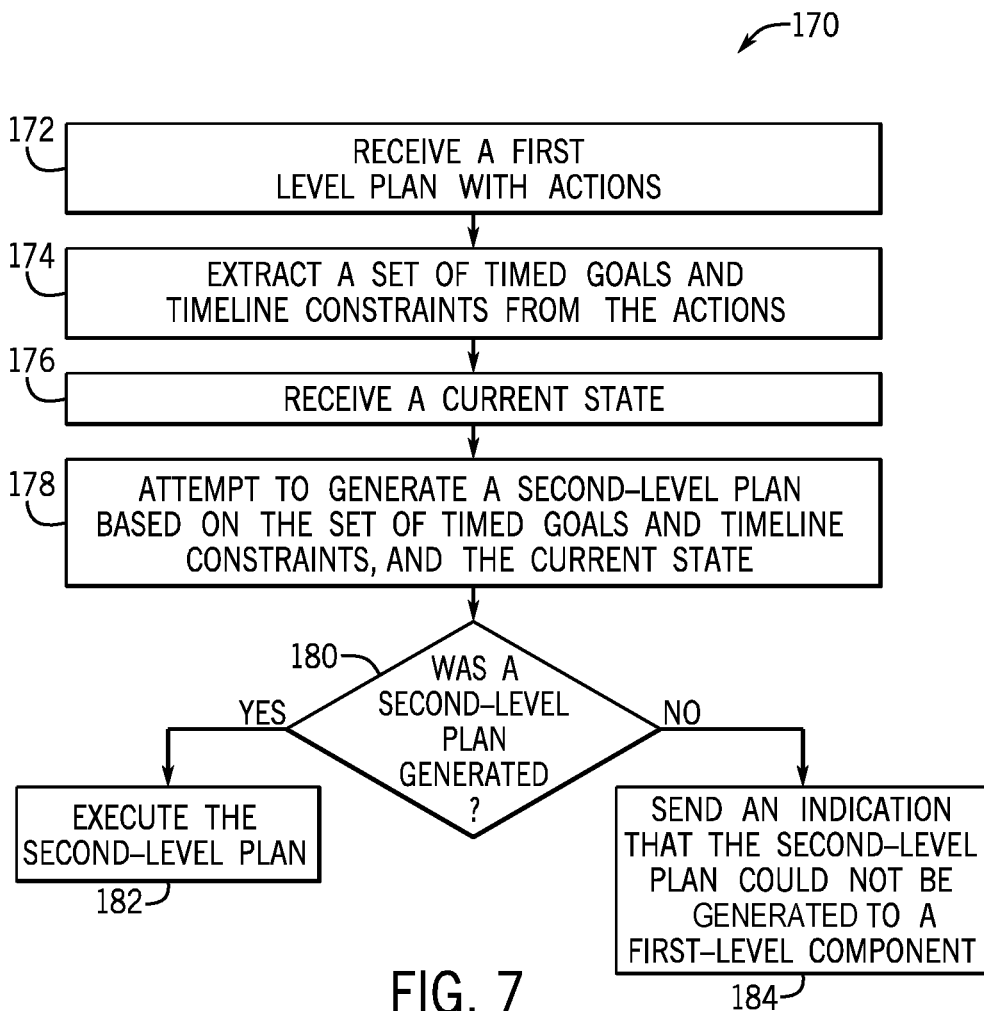 170
172
RECEIVE A FIRST
LEVEL PLAN WITH ACTIONS
174
EXTRACT A SET OF TIMED GOALS AND
TIMELINE CONSTRAINTS FROM THE ACTIONS
176
RECEIVE A CURRENT STATE
178
ATTEMPT TO GENERATE A SECOND–LEVEL PLAN
BASED ON THE SET OF TIMED GOALS AND TIMELINE
CONSTRAINTS, AND THE CURRENT STATE
180
WAS A
SECOND–LEVEL
PLAN
GENERATED
?
YES
NO
EXECUTE THE
SECOND–LEVEL PLAN
182
SEND AN INDICATION
THAT THE SECOND–LEVEL
PLAN COULD NOT BE
GENERATED TO A
FIRST–LEVEL COMPONENT
184
FIG. 7